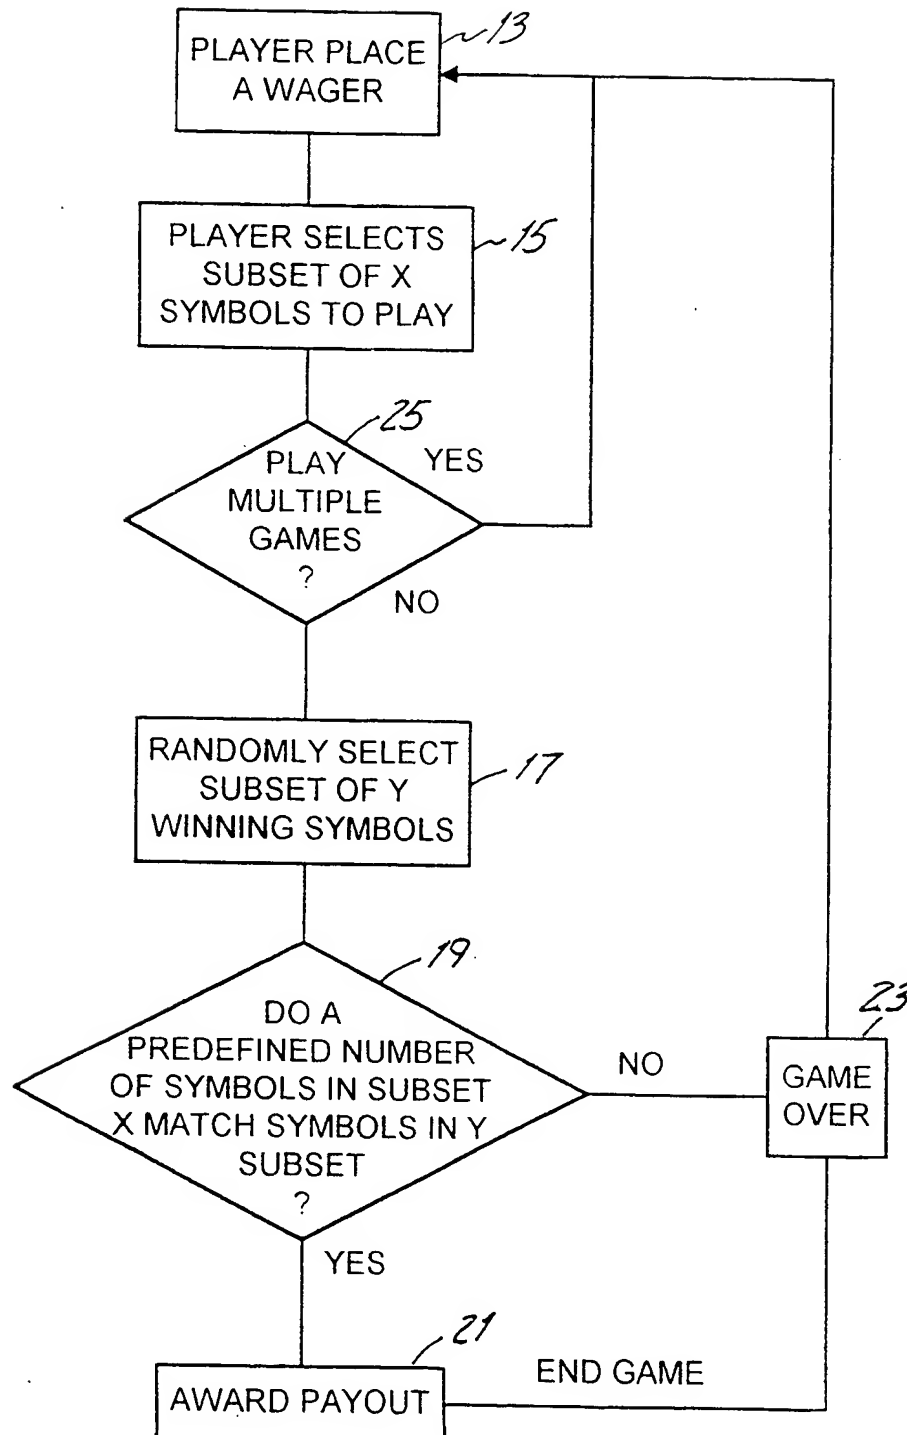 13
PLAYER PLACE
A WAGER
15
PLAYER SELECTS
SUBSET OF X
SYMBOLS TO PLAY
25
PLAY
MULTIPLE
GAMES
?
YES
NO
17
RANDOMLY SELECT
SUBSET OF Y
WINNING SYMBOLS
19
DO A
PREDEFINED NUMBER
OF SYMBOLS IN SUBSET
X MATCH SYMBOLS IN Y
SUBSET
?
NO
23
GAME
OVER
YES
21
AWARD PAYOUT
END GAME